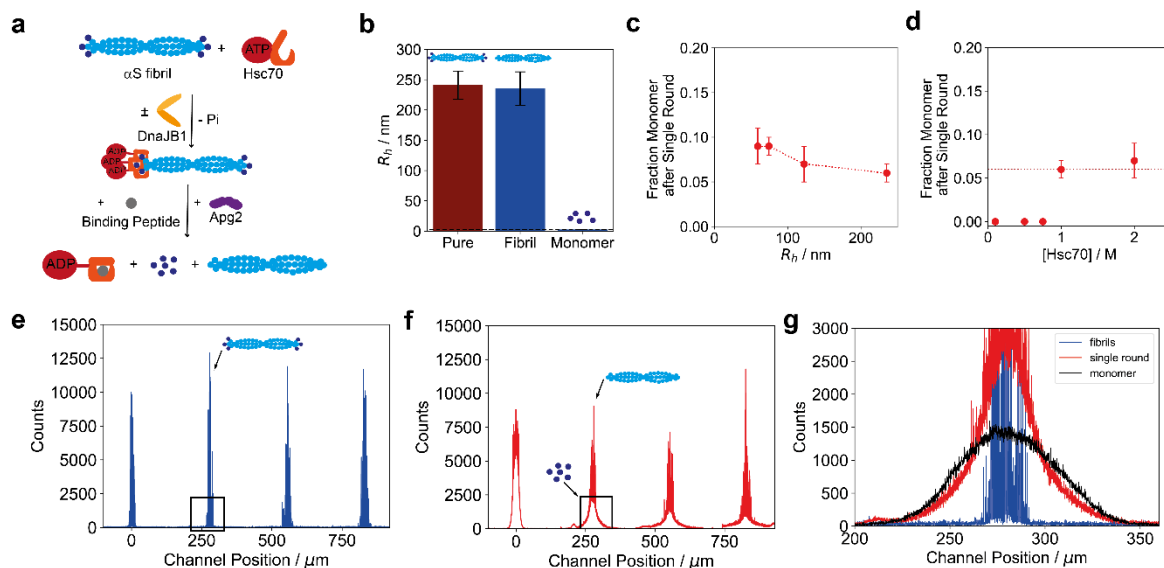 a
αS fibril
+
ATP
Hsc70
±
DnaJB1
- Pi
ADP
ADP
ADP
+
Binding Peptide
+
Apg2
ADP
+
+
b
Rh / nm
300
250
200
150
100
50
0
Pure
Fibril
Monomer
c
Fraction Monomer
after Single Round
0.20
0.15
0.10
0.05
0.00
0
100
200
Rh / nm
d
Fraction Monomer
after Single Round
0.20
0.15
0.10
0.05
0.00
0
1
2
[Hsc70] / M
e
Counts
15000
12500
10000
7500
5000
2500
0
0
250
500
750
Channel Position / μm
f
Counts
15000
12500
10000
7500
5000
2500
0
0
250
500
750
Channel Position / μm
g
Counts
3000
2500
2000
1500
1000
500
0
fibrils
single round
monomer
200
250
300
350
Channel Position / μm